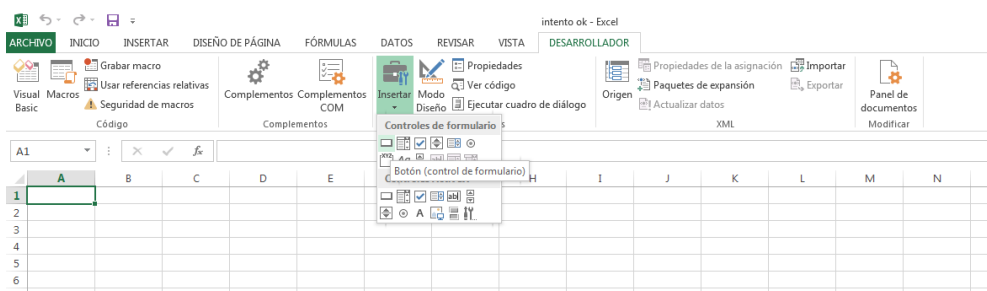 intento ok - Excel
ARCHIVO INICIO INSERTAR DISEÑO DE PÁGINA FÓRMULAS DATOS REVISAR VISTA DESARROLLADOR
Visual Basic
Macros
Grabar macro
Usar referencias relativas
Seguridad de macros
Código
Complementos
Complementos COM
Complementos
Insertar
Modo Diseño
Propiedades
Ver código
Ejecutar cuadro de diálogo
Origen
Propiedades de la asignación
Paquetes de expansión
Actualizar datos
Importar
Exportar
XML
Panel de documentos
Modificar
Controles de formulario
Botón (control de formulario)
A1
fx
A B C D E H I J K L M N
1
2
3
4
5
6